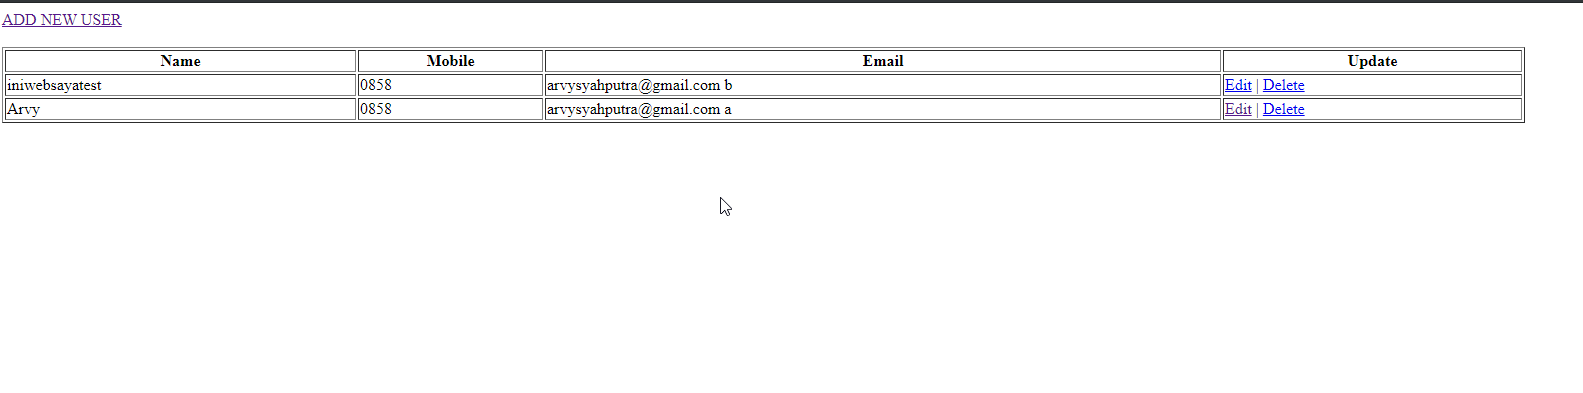 ADD NEW USER
Name Mobile Email Update
iniwebsayatest 0858 arvysyahputra@gmail.com b Edit | Delete
Arvy 0858 arvysyahputra@gmail.com a Edit | Delete